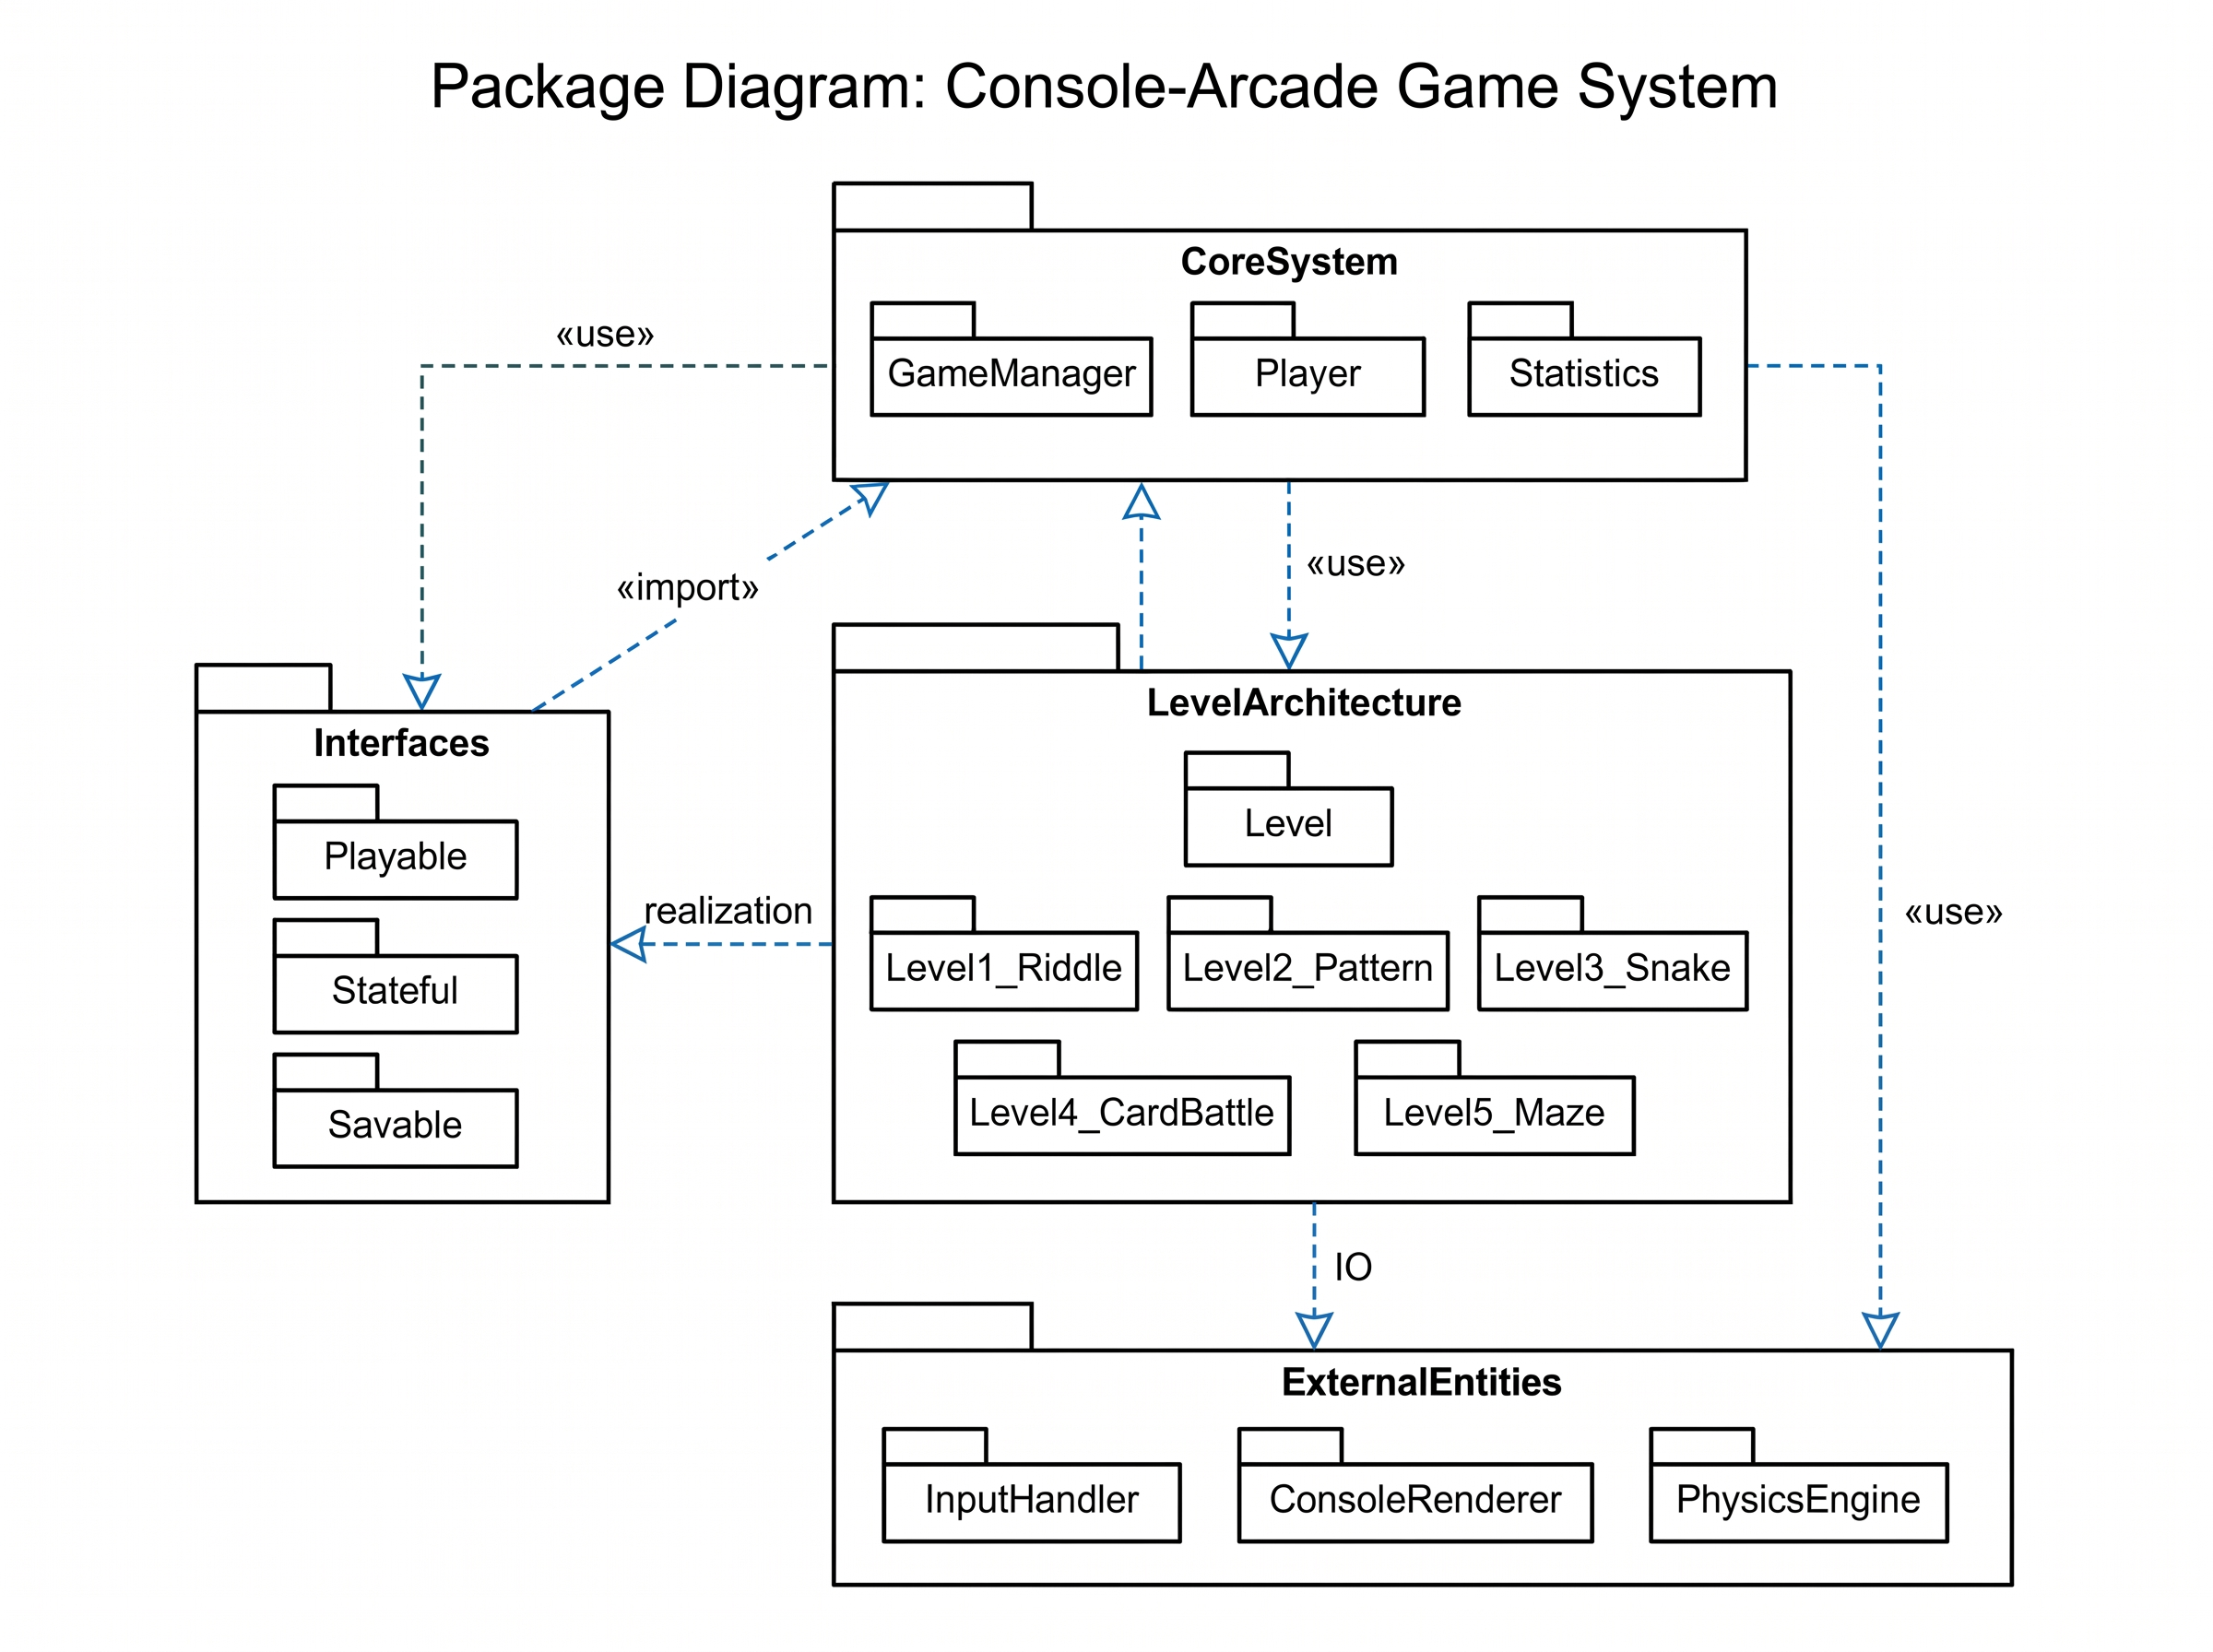 Package Diagram: Console-Arcade Game System
CoreSystem
GameManager
Player
Statistics
«use»
«import»
«use»
Interfaces
Playable
Stateful
Savable
realization
LevelArchitecture
Level
Level1_Riddle
Level2_Pattern
Level3_Snake
Level4_CardBattle
Level5_Maze
«use»
IO
ExternalEntities
InputHandler
ConsoleRenderer
PhysicsEngine